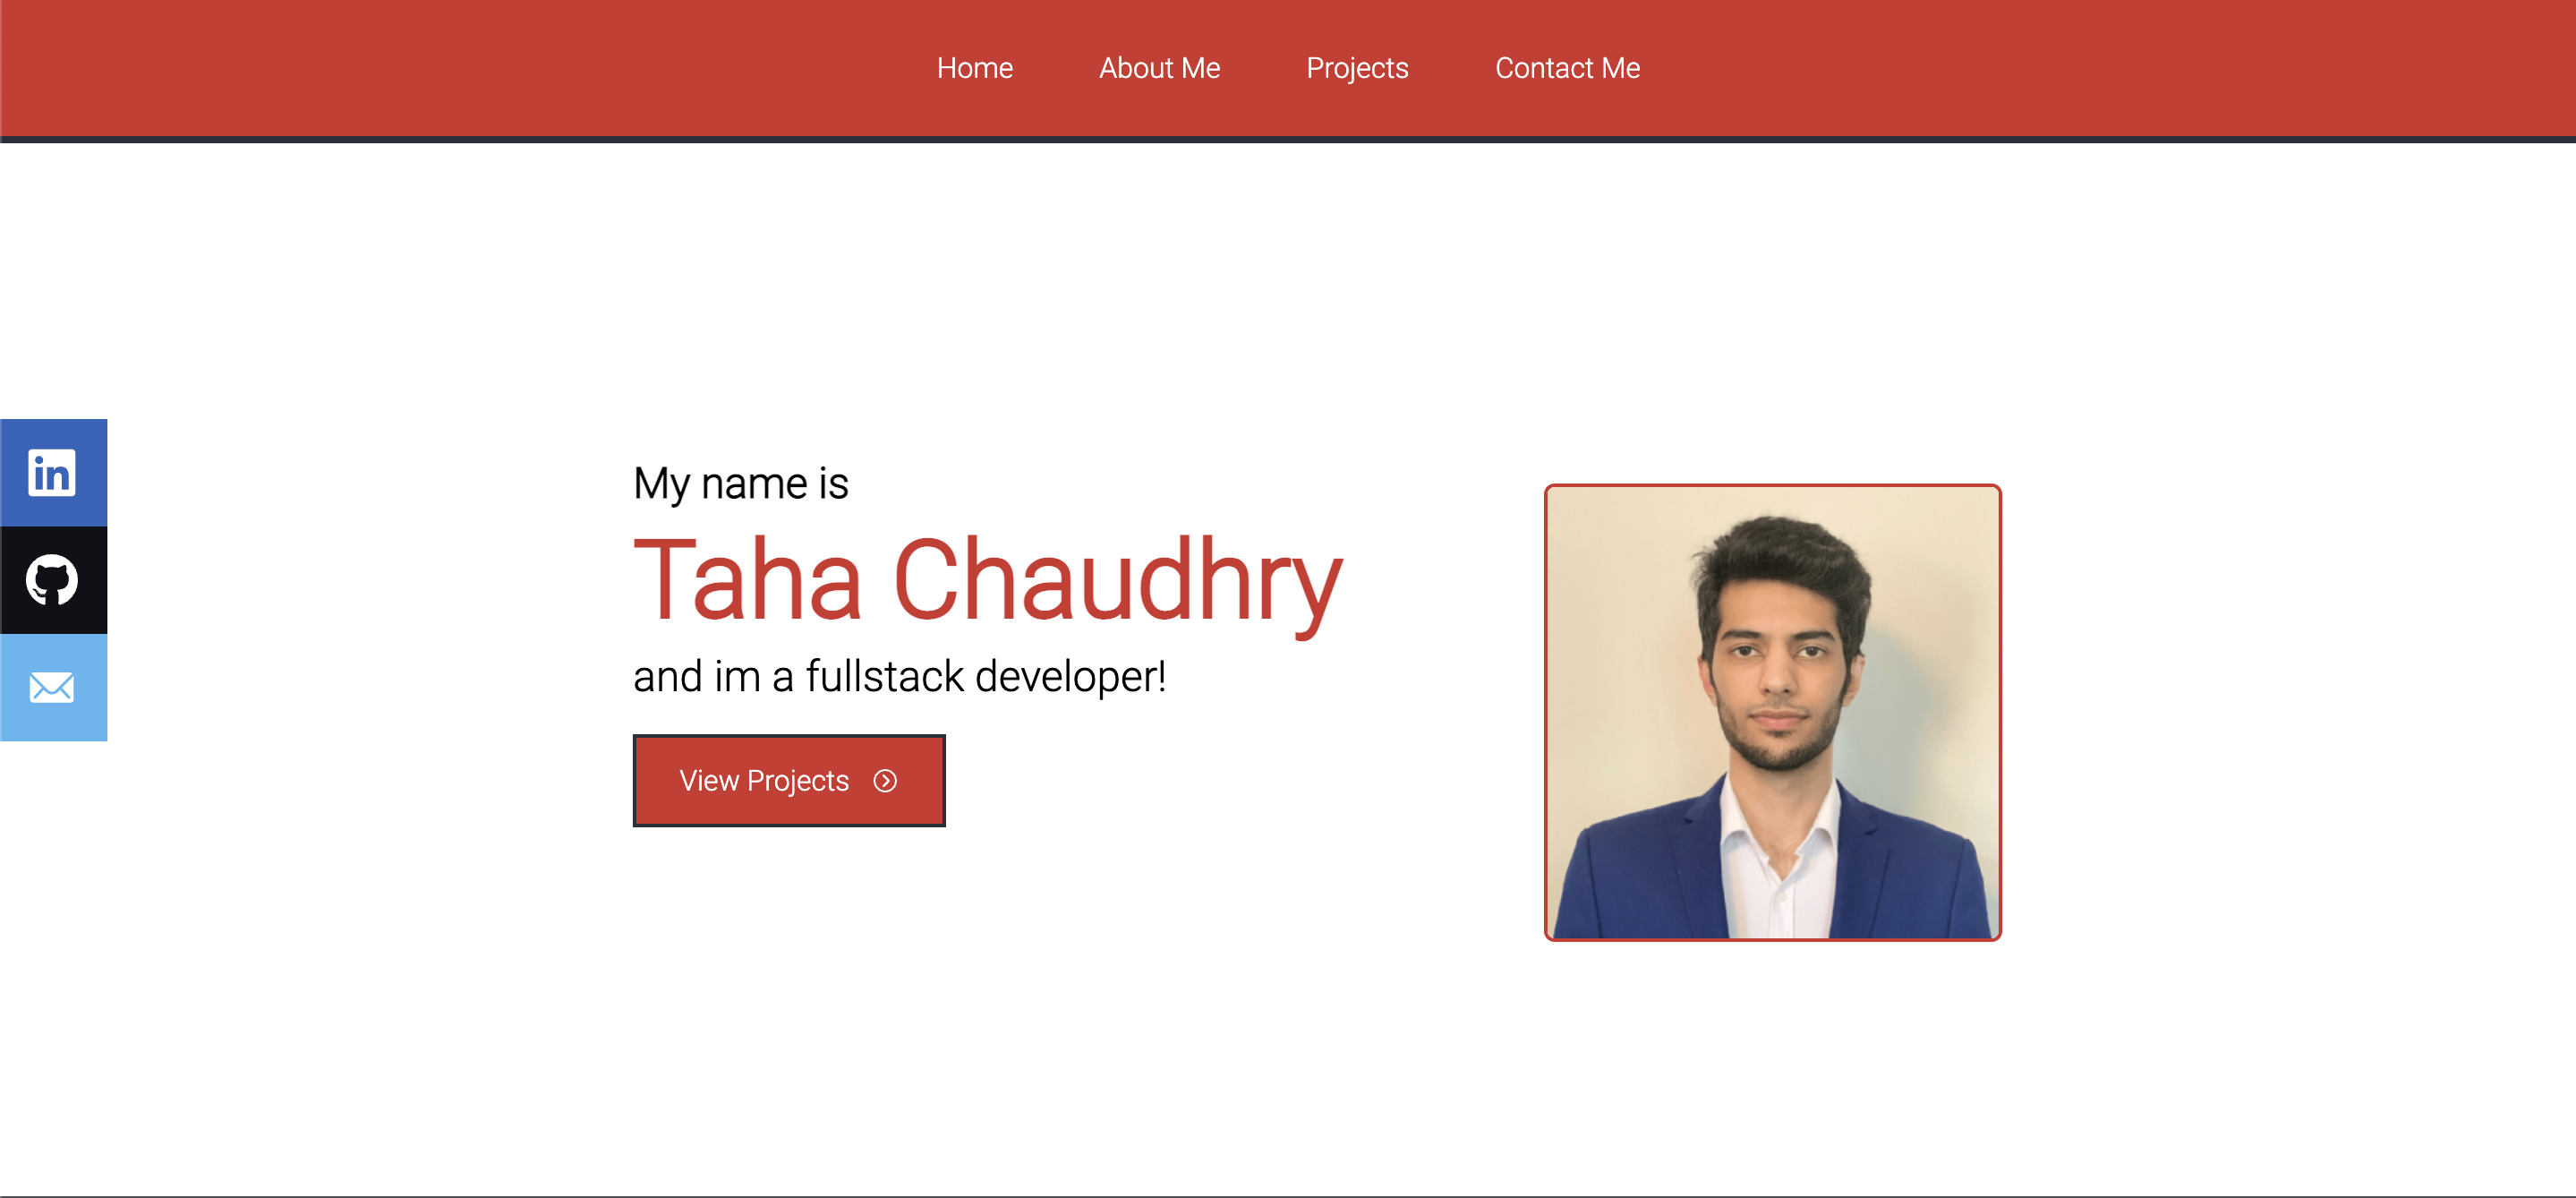 Home About Me Projects Contact Me
in
My name is
Taha Chaudhry
and im a fullstack developer!
View Projects